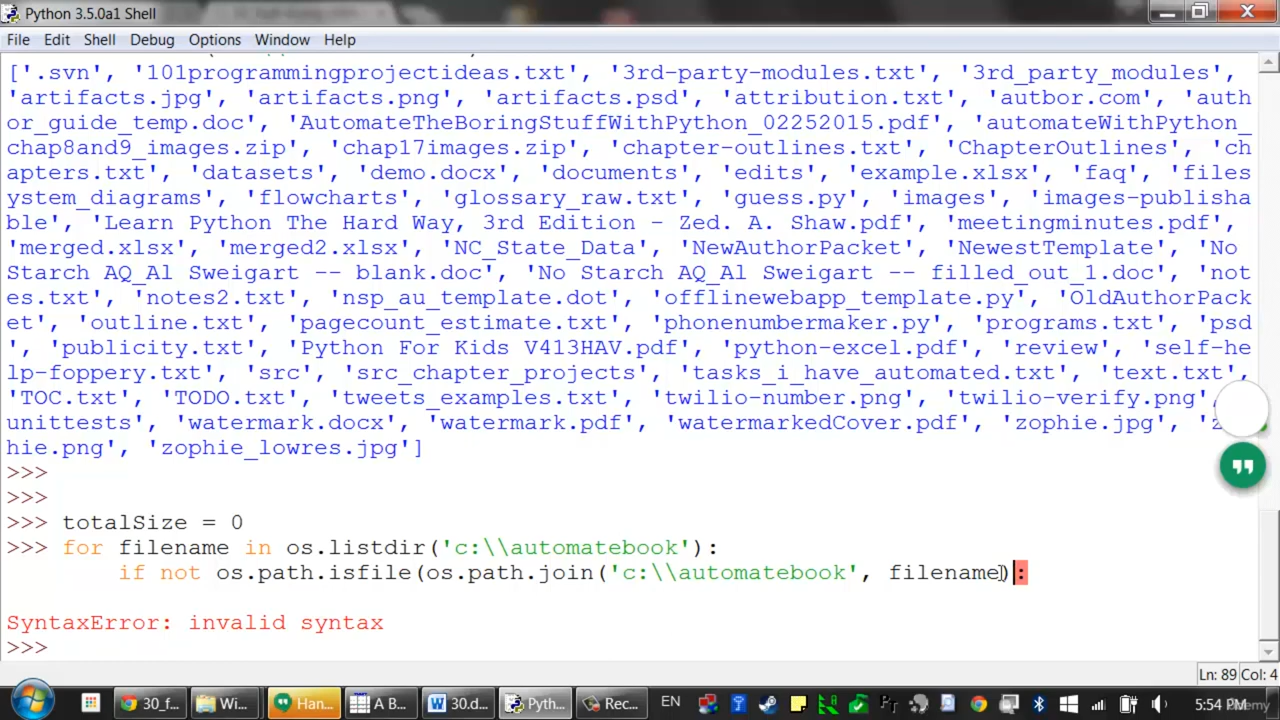 Python 3.5.0a1 Shell
File Edit Shell Debug Options Window Help
['.svn', '101programmingprojectideas.txt', '3rd-party-modules.txt', '3rd_party_modules',
'artifacts.jpg', 'artifacts.png', 'artifacts.psd', 'attribution.txt', 'autbor.com', 'auth
or_guide_temp.doc', 'AutomateTheBoringStuffWithPython_02252015.pdf', 'automateWithPython_
chap8and9_images.zip', 'chap17images.zip', 'chapter-outlines.txt', 'ChapterOutlines', 'ch
apters.txt', 'datasets', 'demo.docx', 'documents', 'edits', 'example.xlsx', 'faq', 'files
ystem_diagrams', 'flowcharts', 'glossary_raw.txt', 'guess.py', 'images', 'images-publisha
ble', 'Learn Python The Hard Way, 3rd Edition - Zed. A. Shaw.pdf', 'meetingminutes.pdf',
'merged.xlsx', 'merged2.xlsx', 'NC_State_Data', 'NewAuthorPacket', 'NewestTemplate', 'No
Starch AQ_Al Sweigart -- blank.doc', 'No Starch AQ_Al Sweigart -- filled_out_1.doc', 'not
es.txt', 'notes2.txt', 'nsp_au_template.dot', 'offlinewebapp_template.py', 'OldAuthorPack
et', 'outline.txt', 'pagecount_estimate.txt', 'phonenumbermaker.py', 'programs.txt', 'psd
', 'publicity.txt', 'Python For Kids V413HAV.pdf', 'python-excel.pdf', 'review', 'self-he
lp-foppery.txt', 'src', 'src_chapter_projects', 'tasks_i_have_automated.txt', 'text.txt',
'TOC.txt', 'TODO.txt', 'tweets_examples.txt', 'twilio-number.png', 'twilio-verify.png',
unittests', 'watermark.docx', 'watermark.pdf', 'watermarkedCover.pdf', 'zophie.jpg', 'z
hie.png', 'zophie_lowres.jpg']
>>>
>>>
>>> totalSize = 0
>>> for filename in os.listdir('c:\\automatebook'):
if not os.path.isfile(os.path.join('c:\\automatebook', filename):
SyntaxError: invalid syntax
>>>
Ln: 89 Col: 4
30_f... Wi... Han... A B... 30.d... Pyth... Rec... EN 5:54 PM